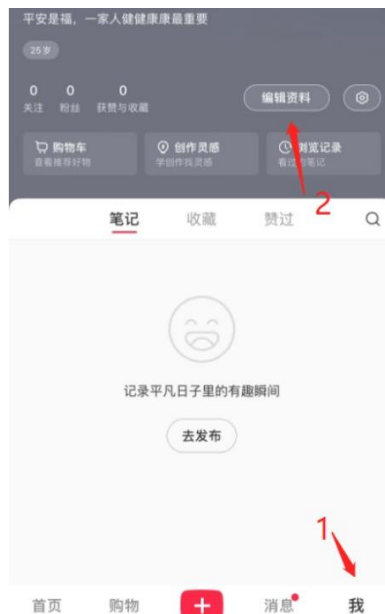 平安是福，一家人健健康康最重要
25岁
0 0 0
关注 粉丝 获赞与收藏
编辑资料
购物车 创作灵感 浏览记录
查看推荐好物 学创作找灵感 看过的笔记
2
笔记 收藏 赞过
记录平凡日子里的有趣瞬间
去发布
1
首页 购物 消息 我